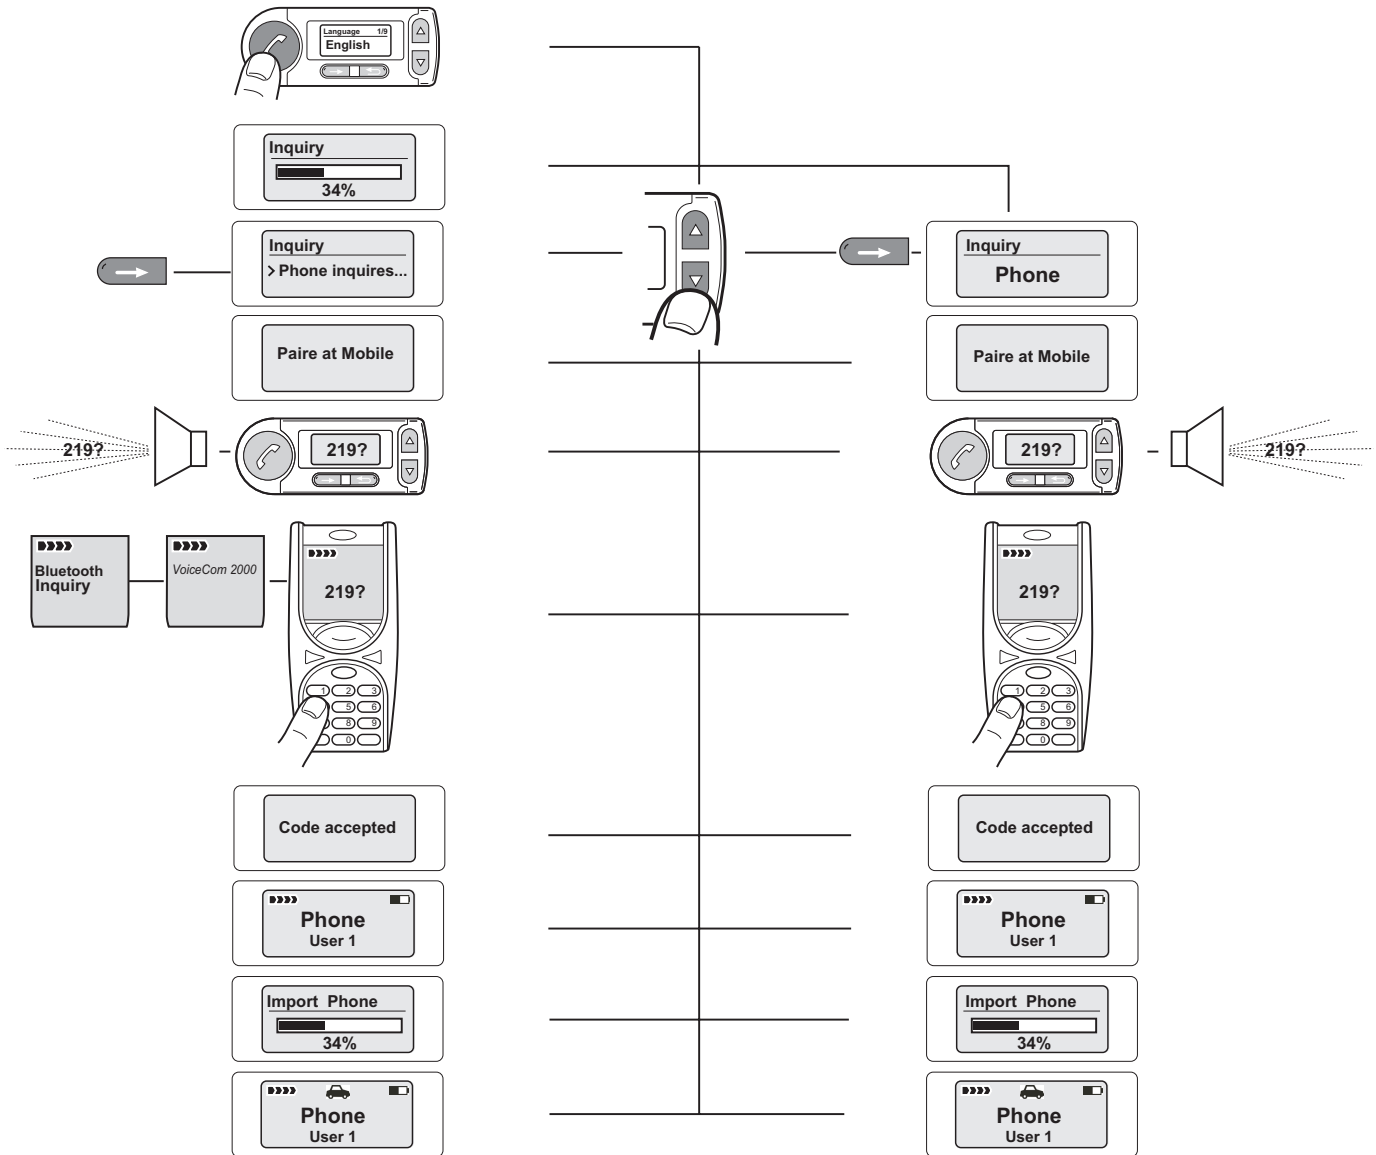 Language 1/9
English
Inquiry
34%
Inquiry
> Phone inquires...
Inquiry
Phone
Paire at Mobile
Paire at Mobile
219?
219?
219?
219?
Bluetooth
Inquiry
VoiceCom 2000
219?
1 2 3
5 6
8 9
0
219?
1 2 3
5 6
8 9
0
Code accepted
Code accepted
Phone
User 1
Phone
User 1
Import Phone
34%
Import Phone
34%
Phone
User 1
Phone
User 1